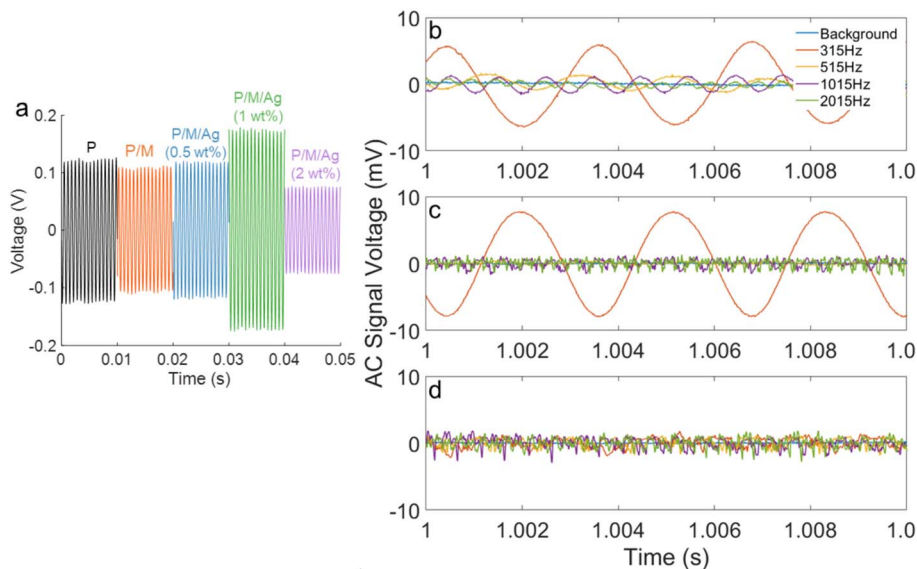 a
P
P/M
P/M/Ag
(0.5 wt%)
P/M/Ag
(1 wt%)
P/M/Ag
(2 wt%)
0.2
0.1
0
-0.1
-0.2
Voltage (V)
0 0.01 0.02 0.03 0.04 0.05
Time (s)
AC Signal Voltage (mV)
b
10
0
-10
Background
315Hz
515Hz
1015Hz
2015Hz
1 1.002 1.004 1.006 1.008 1.0
c
10
0
-10
1 1.002 1.004 1.006 1.008 1.0
d
10
0
-10
1 1.002 1.004 1.006 1.008 1.0
Time (s)